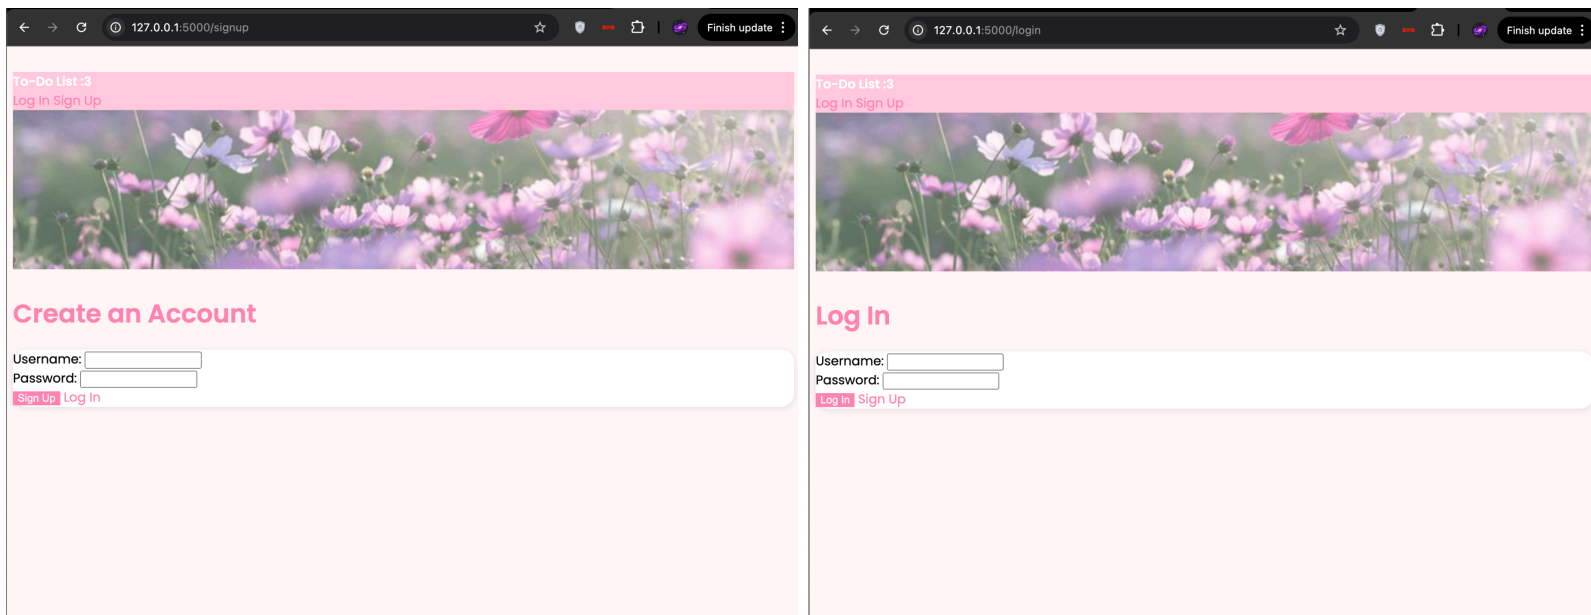 127.0.0.1:5000/signup
Finish update
To-Do List :3
Log In Sign Up
Create an Account
Username:
Password:
Sign Up Log In
127.0.0.1:5000/login
Finish update
To-Do List :3
Log In Sign Up
Log In
Username:
Password:
Log In Sign Up